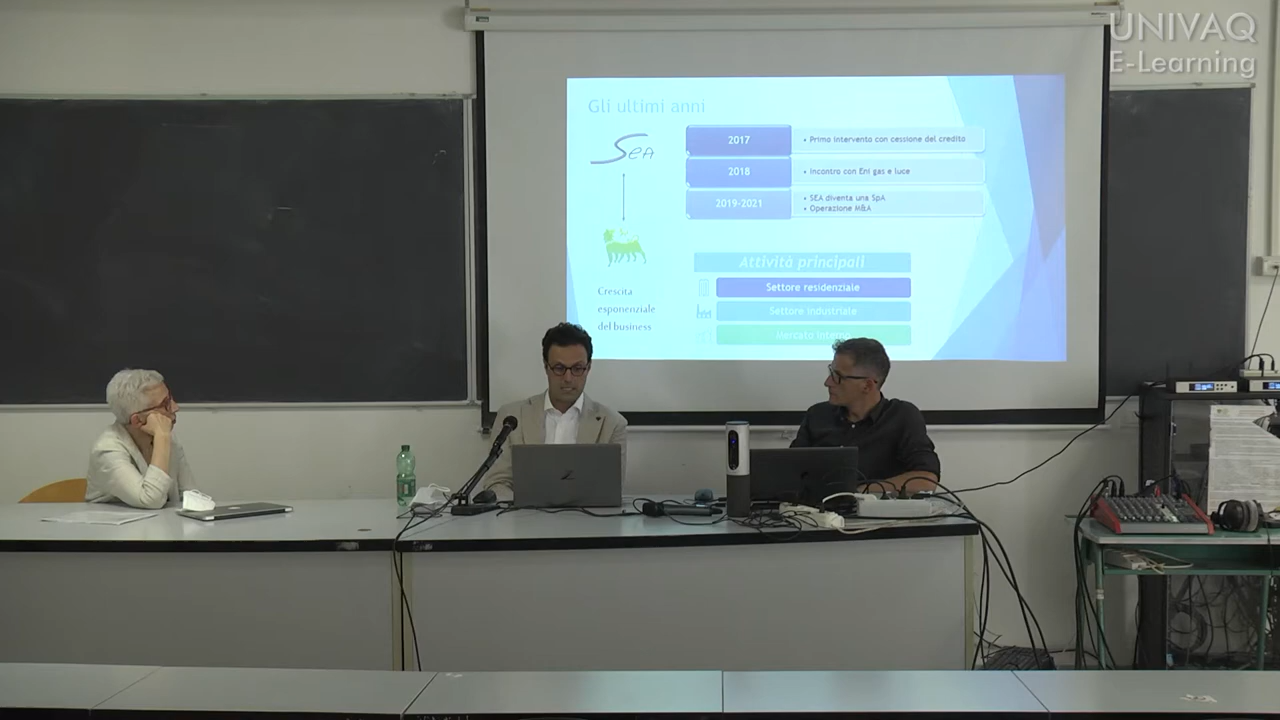 UNIVAQ
E-Learning
Gli ultimi anni
SEA
2017
• Primo intervento con cessione del credito
2018
• Incontro con Eni gas e luce
2019-2021
• SEA diventa una SpA
• Operazione M&A
Attività principali
Crescita
esponenziale
del business
Settore residenziale
Settore industriale
Mercato interno